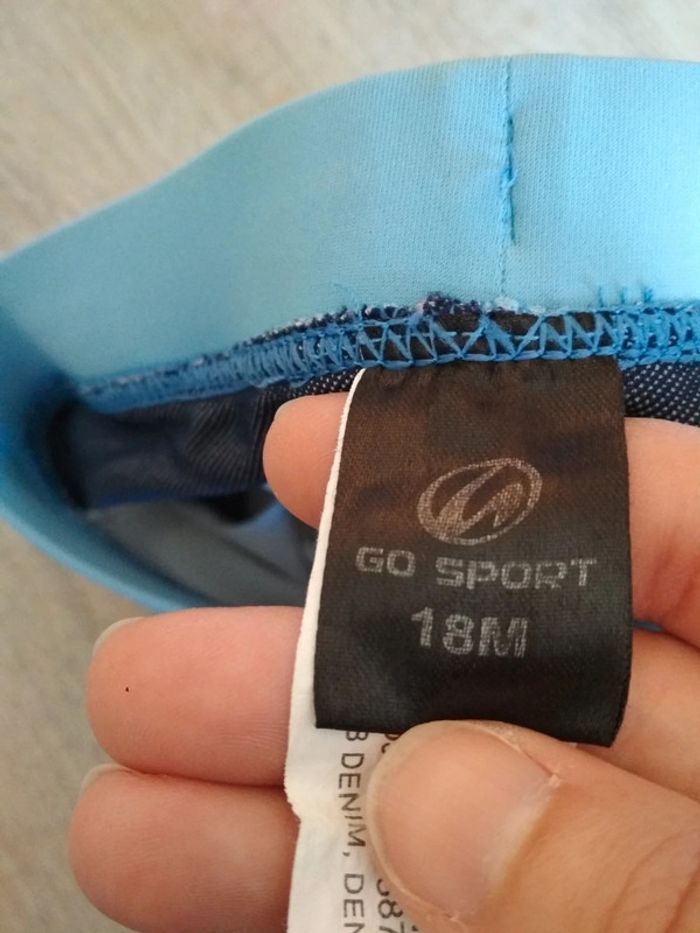 GO SPORT
18M
DENIM, DEN